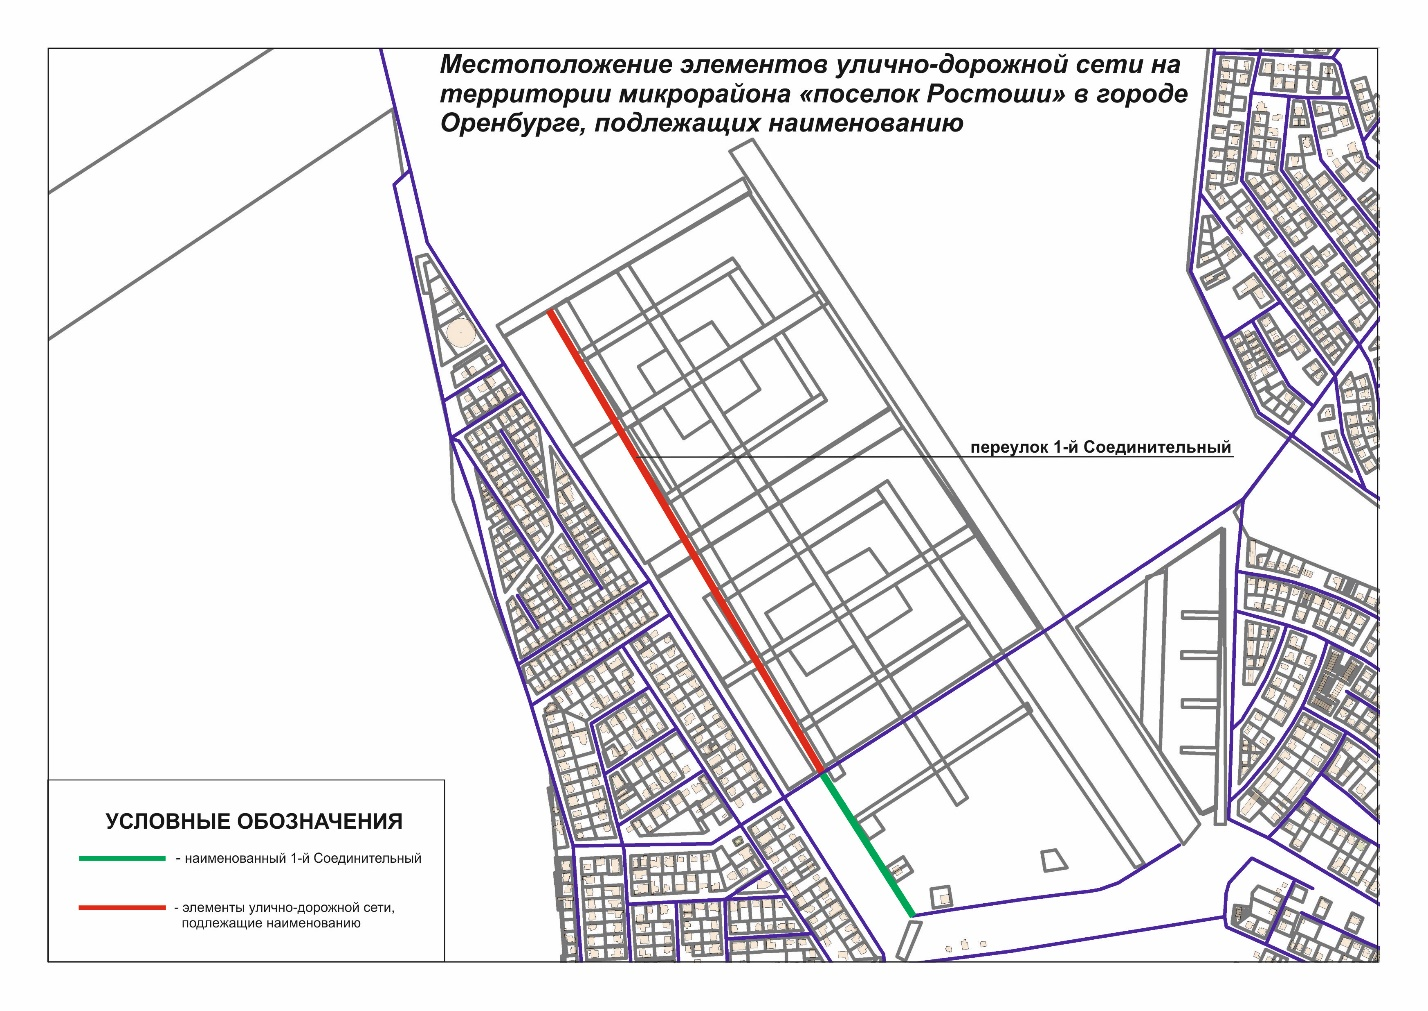 Местоположение элементов улично-дорожной сети на
территории микрорайона «поселок Ростоши» в городе
Оренбурге, подлежащих наименованию
переулок 1-й Соединительный
УСЛОВНЫЕ ОБОЗНАЧЕНИЯ
- наименованный 1-й Соединительный
- элементы улично-дорожной сети,
подлежащие наименованию